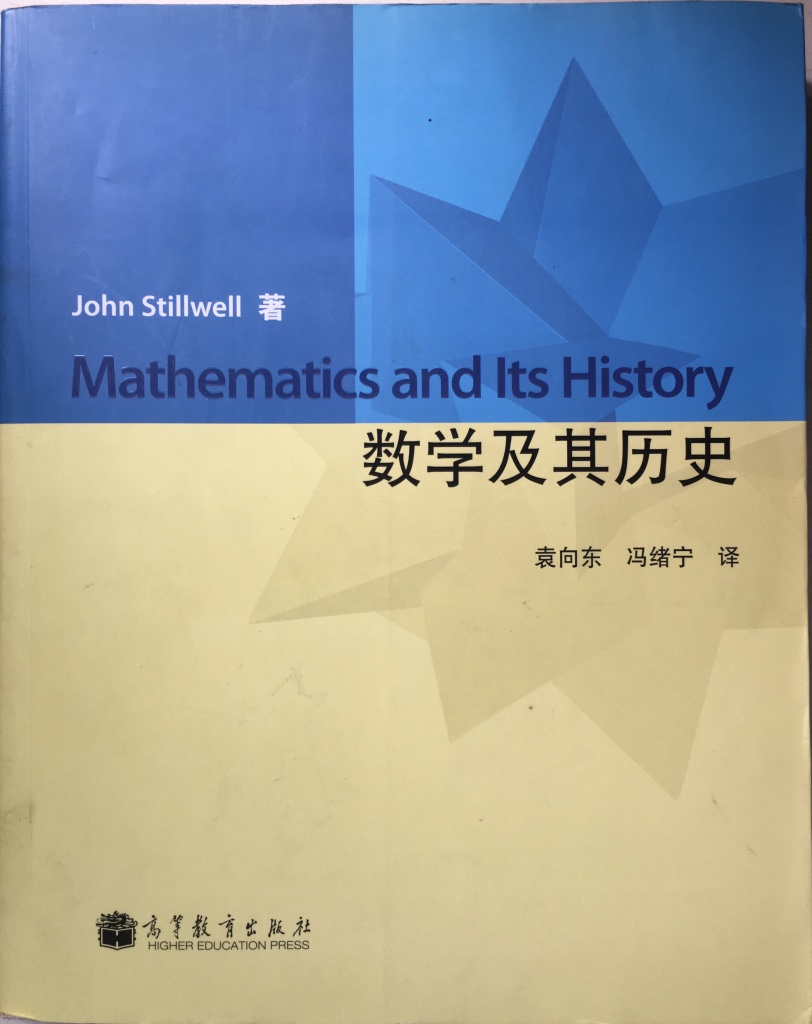 John Stillwell 著
Mathematics and Its History
数学及其历史
袁向东 冯绪宁 译
高等教育出版社
HIGHER EDUCATION PRESS